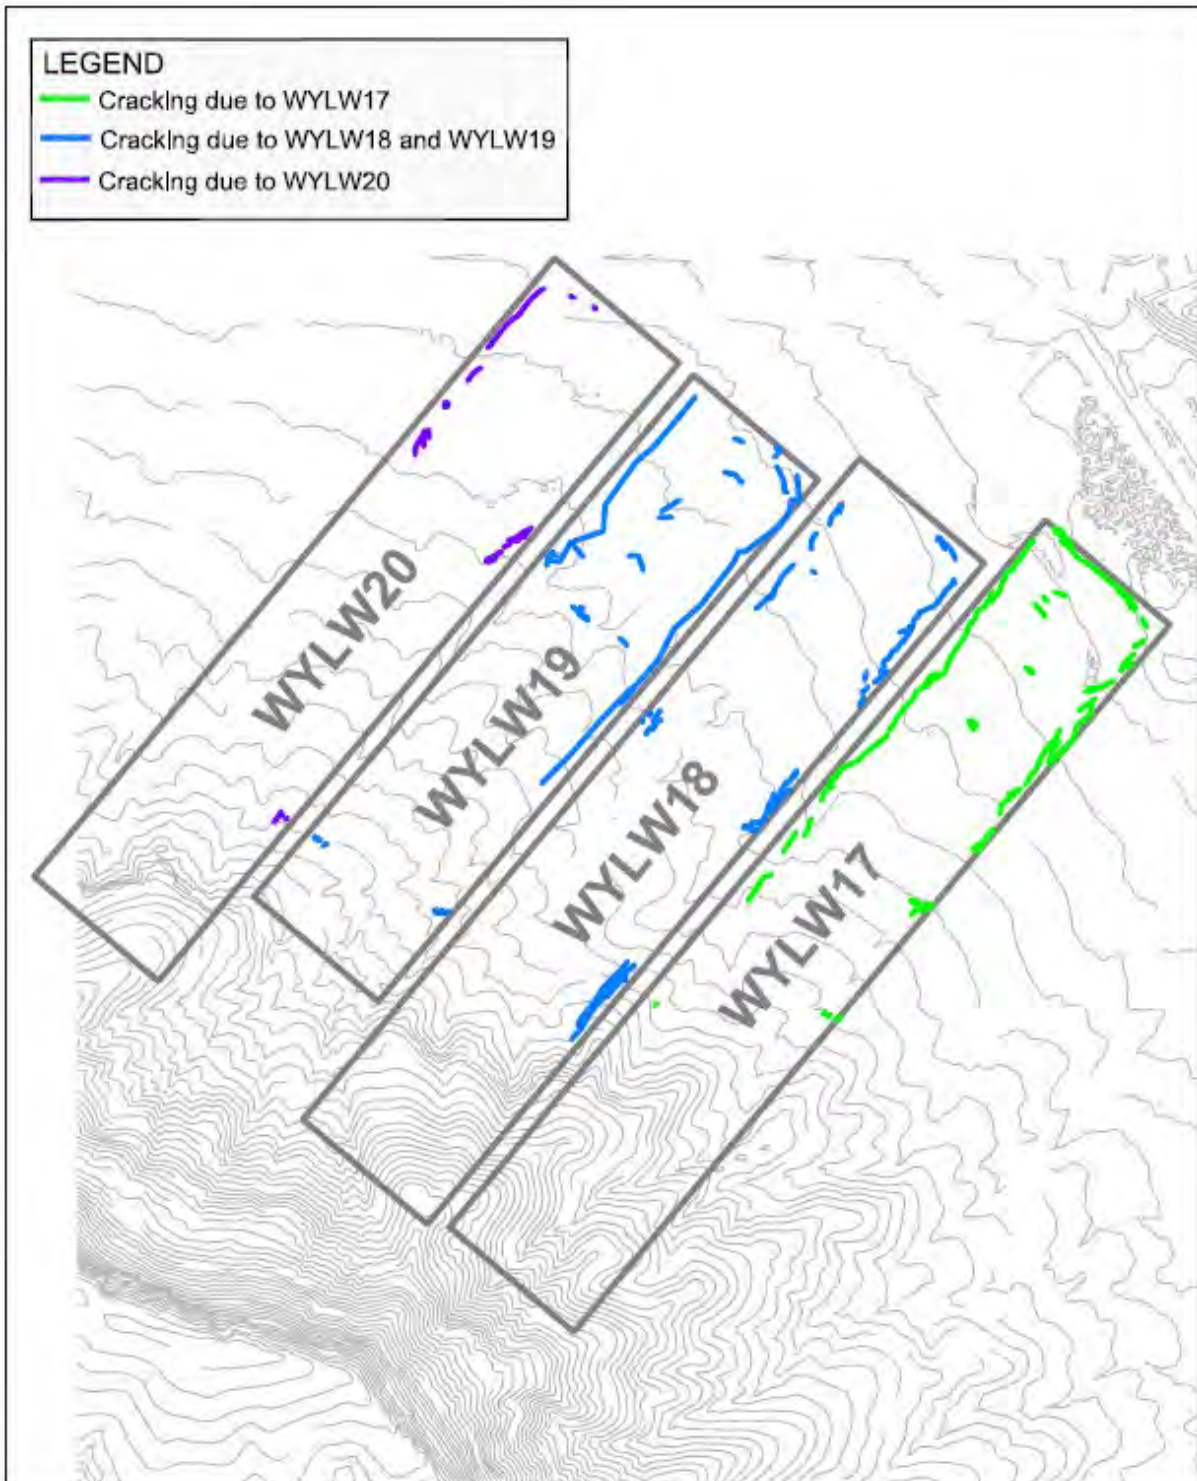 LEGEND
Cracking due to WYLW17
Cracking due to WYLW18 and WYLW19
Cracking due to WYLW20
WYLW20
WYLW19
WYLW18
WYLW17